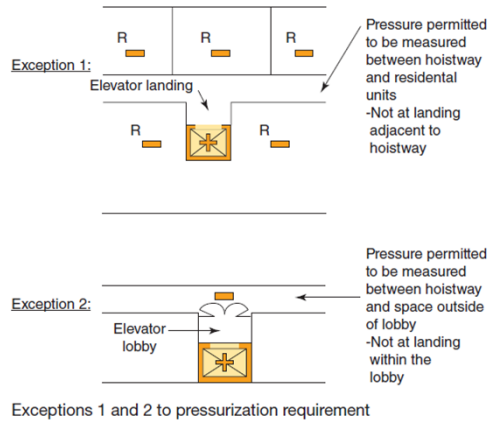 R
R
R
Exception 1:
Elevator landing
R
R
Pressure permitted
to be measured
between hoistway
and residental
units
-Not at landing
adjacent to
hoistway
Exception 2:
Elevator
lobby
Pressure permitted
to be measured
between hoistway
and space outside
of lobby
-Not at landing
within the
lobby
Exceptions 1 and 2 to pressurization requirement